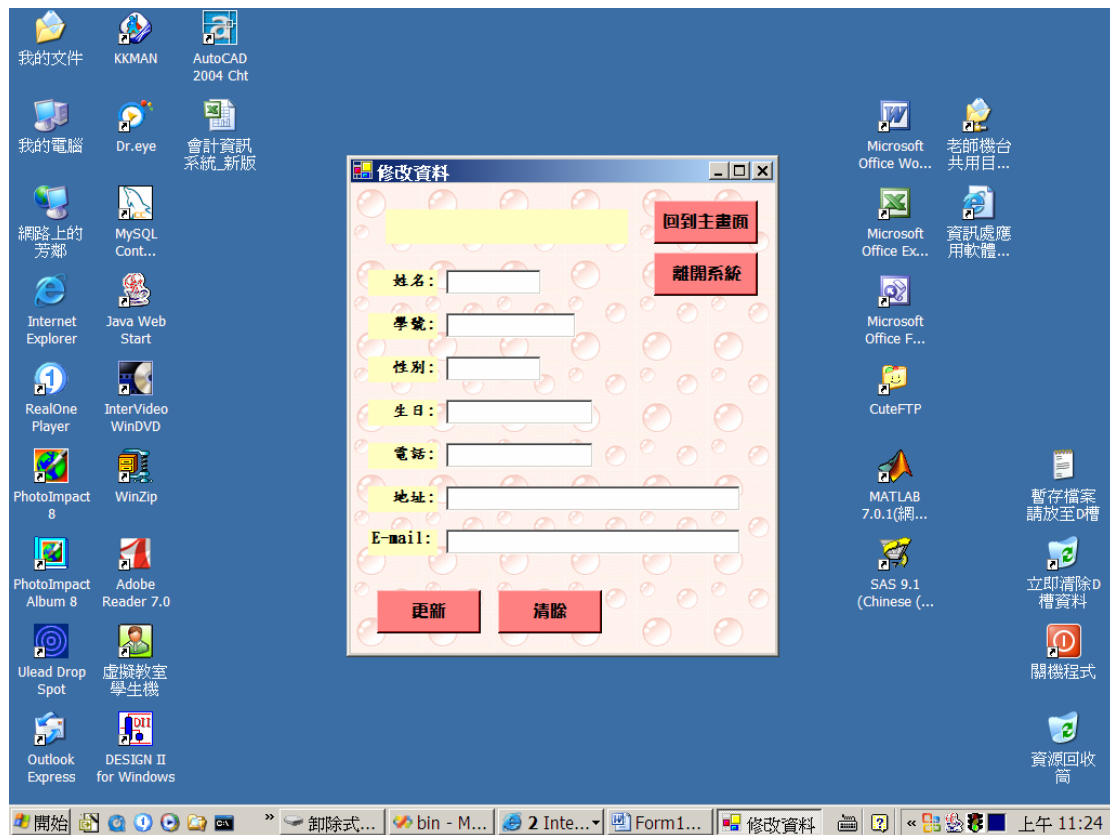 我的文件
KKMAN
AutoCAD
2004 Cht
我的電腦
Dr.eye
會計資訊
系統_新版
網路上的
芳鄰
MySQL
Cont...
Internet
Explorer
Java Web
Start
RealOne
Player
InterVideo
WinDVD
PhotoImpact
8
WinZip
PhotoImpact
Album 8
Adobe
Reader 7.0
Ulead Drop
Spot
虛擬教室
學生機
Outlook
Express
DESIGN II
for Windows
修改資料
回到主畫面
離開系統
姓名:
學號:
性別:
生日:
電話:
地址:
E-mail:
更新
清除
Microsoft
Office Wo...
老師機台
共用目...
Microsoft
Office Ex...
資訊處應
用軟體...
Microsoft
Office F...
CuteFTP
MATLAB
7.0.1(網...
暫存檔案
請放至D槽
SAS 9.1
(Chinese (...
立即清除D
槽資料
關機程式
資源回收
筒
開始
»
卸除式...
bin - M...
2 Inte...
Form1...
修改資料
«
上午 11:24